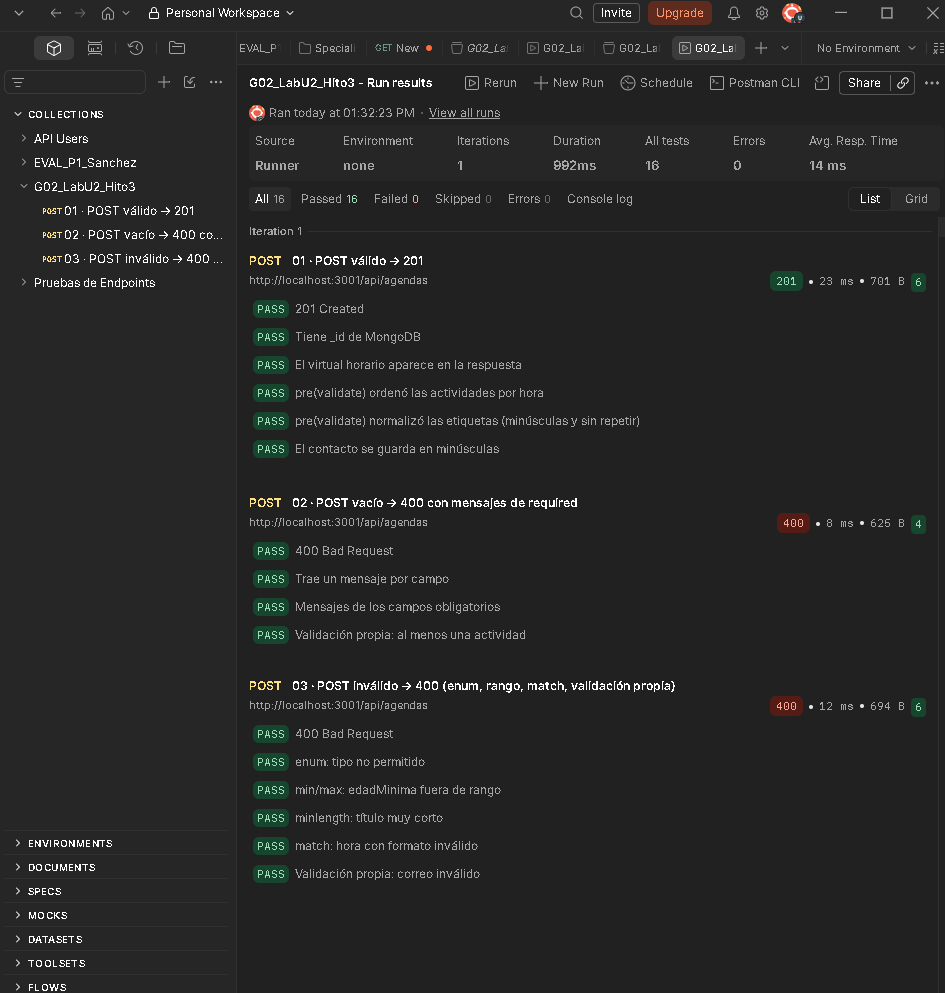 Personal Workspace
Invite
Upgrade
EVAL_P
Speciali
GET New
G02_La
G02_La
G02_La
G02_La
No Environment
G02_LabU2_Hito3 - Run results
Rerun
New Run
Schedule
Postman CLI
Share
Ran today at 01:32:23 PM · View all runs
Source Environment Iterations Duration All tests Errors Avg. Resp. Time
Runner none 1 992ms 16 0 14 ms
All 16 Passed 16 Failed 0 Skipped 0 Errors 0 Console log
List Grid
COLLECTIONS
API Users
EVAL_P1_Sanchez
G02_LabU2_Hito3
POST 01 · POST válido → 201
POST 02 · POST vacío → 400 co...
POST 03 · POST inválido → 400 ...
Pruebas de Endpoints
ENVIRONMENTS
DOCUMENTS
SPECS
MOCKS
DATASETS
TOOLSETS
FLOWS
Iteration 1
POST 01 · POST válido → 201
http://localhost:3001/api/agendas
201 • 23 ms • 701 B 6
PASS 201 Created
PASS Tiene _id de MongoDB
PASS El virtual horario aparece en la respuesta
PASS pre(validate) ordenó las actividades por hora
PASS pre(validate) normalizó las etiquetas (minúsculas y sin repetir)
PASS El contacto se guarda en minúsculas
POST 02 · POST vacío → 400 con mensajes de required
http://localhost:3001/api/agendas
400 • 8 ms • 625 B 4
PASS 400 Bad Request
PASS Trae un mensaje por campo
PASS Mensajes de los campos obligatorios
PASS Validación propia: al menos una actividad
POST 03 · POST inválido → 400 (enum, rango, match, validación propia)
http://localhost:3001/api/agendas
400 • 12 ms • 694 B 6
PASS 400 Bad Request
PASS enum: tipo no permitido
PASS min/max: edadMinima fuera de rango
PASS minlength: título muy corto
PASS match: hora con formato inválido
PASS Validación propia: correo inválido